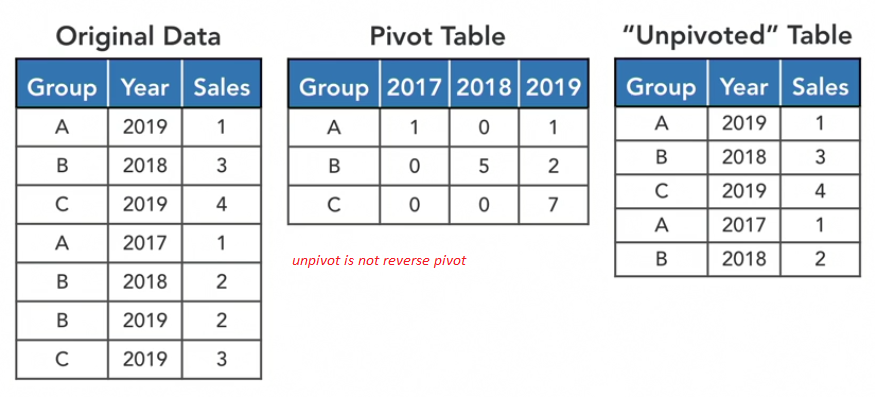 Original Data
Group Year Sales
A 2019 1
B 2018 3
C 2019 4
A 2017 1
B 2018 2
B 2019 2
C 2019 3
Pivot Table
Group 2017 2018 2019
A 1 0 1
B 0 5 2
C 0 0 7
unpivot is not reverse pivot
“Unpivoted” Table
Group Year Sales
A 2019 1
B 2018 3
C 2019 4
A 2017 1
B 2018 2